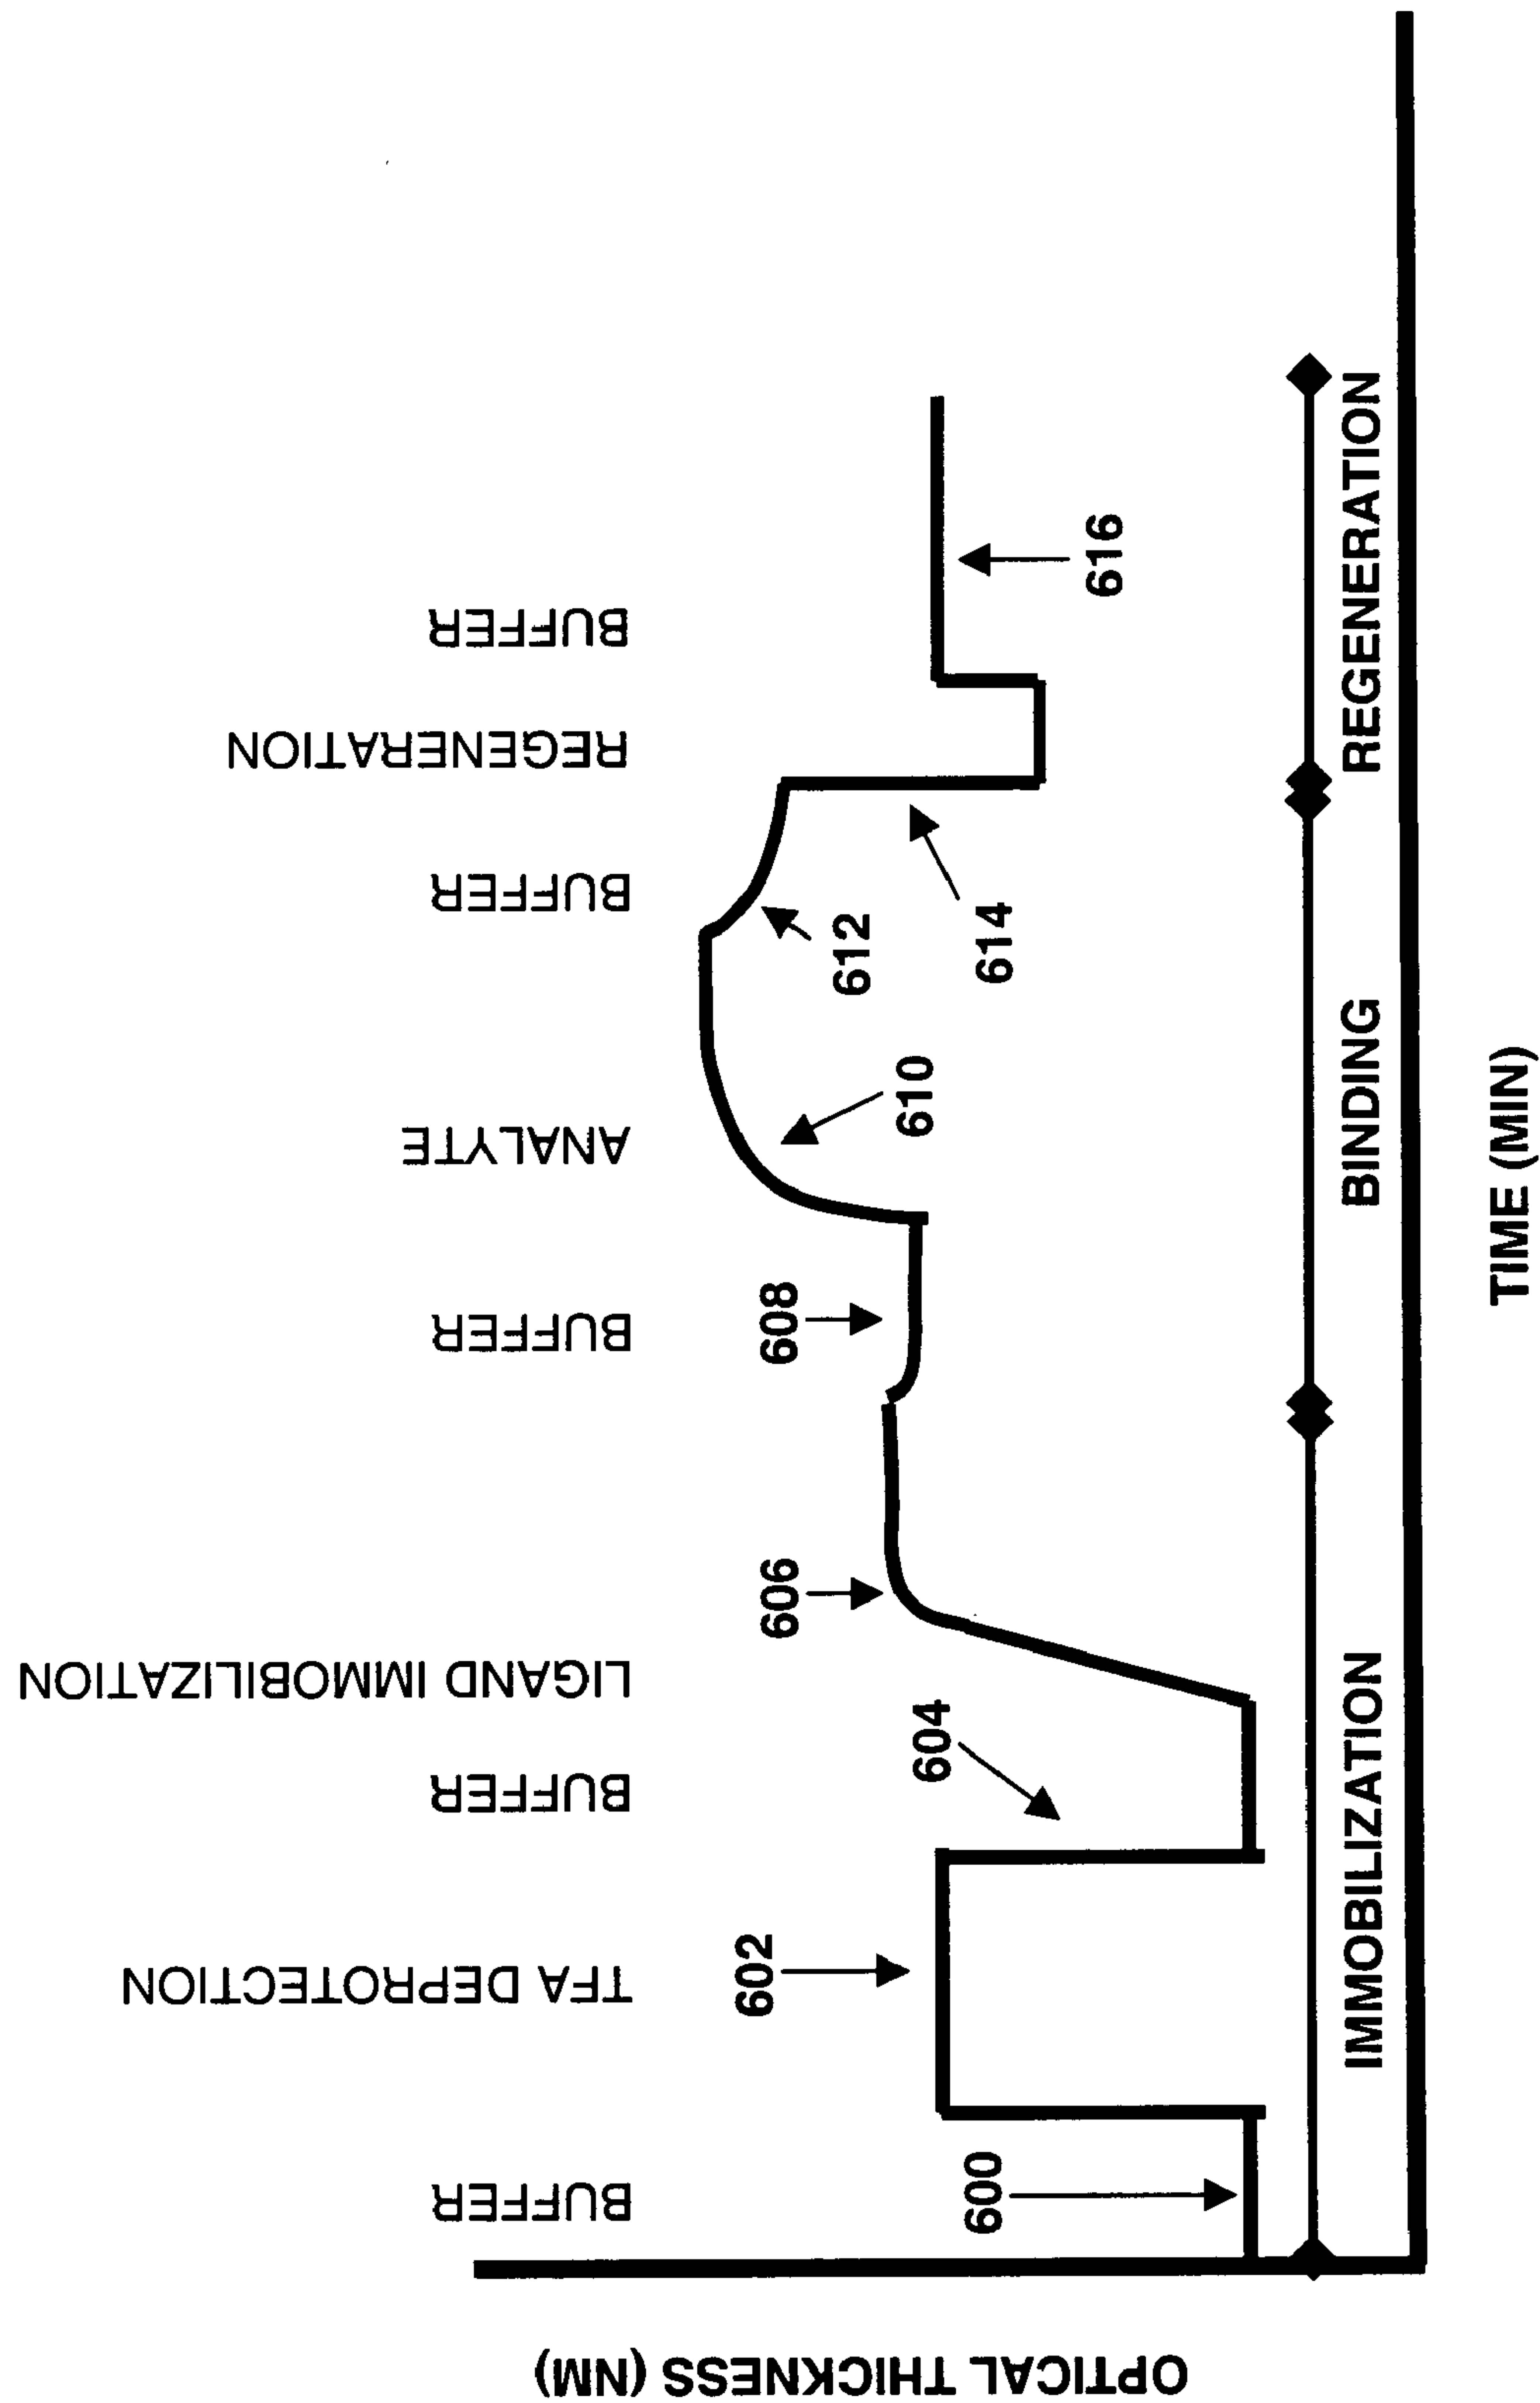 OPTICAL THICKNESS (NM)
BUFFER
TFA DEPROTECTION
BUFFER
LIGAND IMMOBILIZATION
BUFFER
ANALYTE
BUFFER
REGENERATION
BUFFER
600
602
604
606
608
610
612
614
616
IMMOBILIZATION
BINDING
REGENERATION
TIME (MIN)